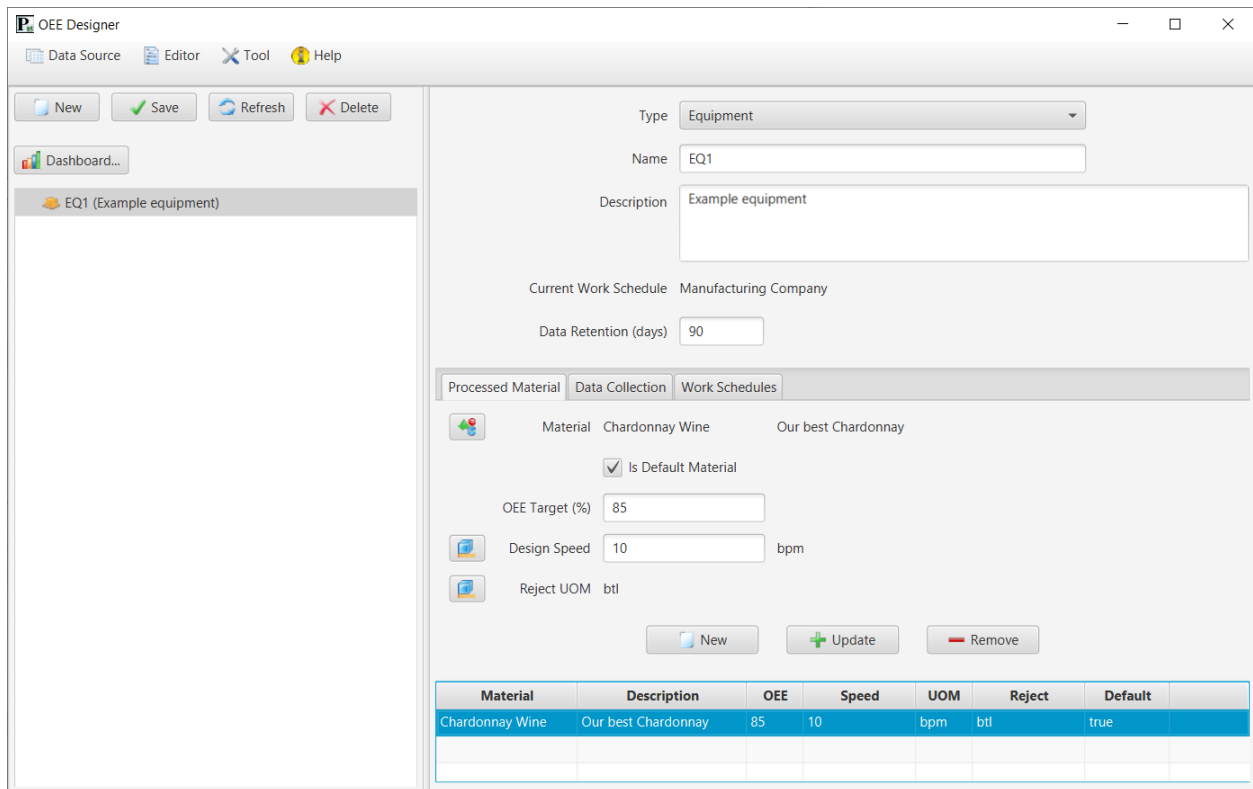 OEE Designer
Data Source Editor Tool Help
New Save Refresh Delete
Dashboard...
EQ1 (Example equipment)
Type Equipment
Name EQ1
Description Example equipment
Current Work Schedule Manufacturing Company
Data Retention (days) 90
Processed Material Data Collection Work Schedules
Material Chardonnay Wine Our best Chardonnay
Is Default Material
OEE Target (%) 85
Design Speed 10 bpm
Reject UOM btl
New Update Remove
Material Description OEE Speed UOM Reject Default
Chardonnay Wine Our best Chardonnay 85 10 bpm btl true